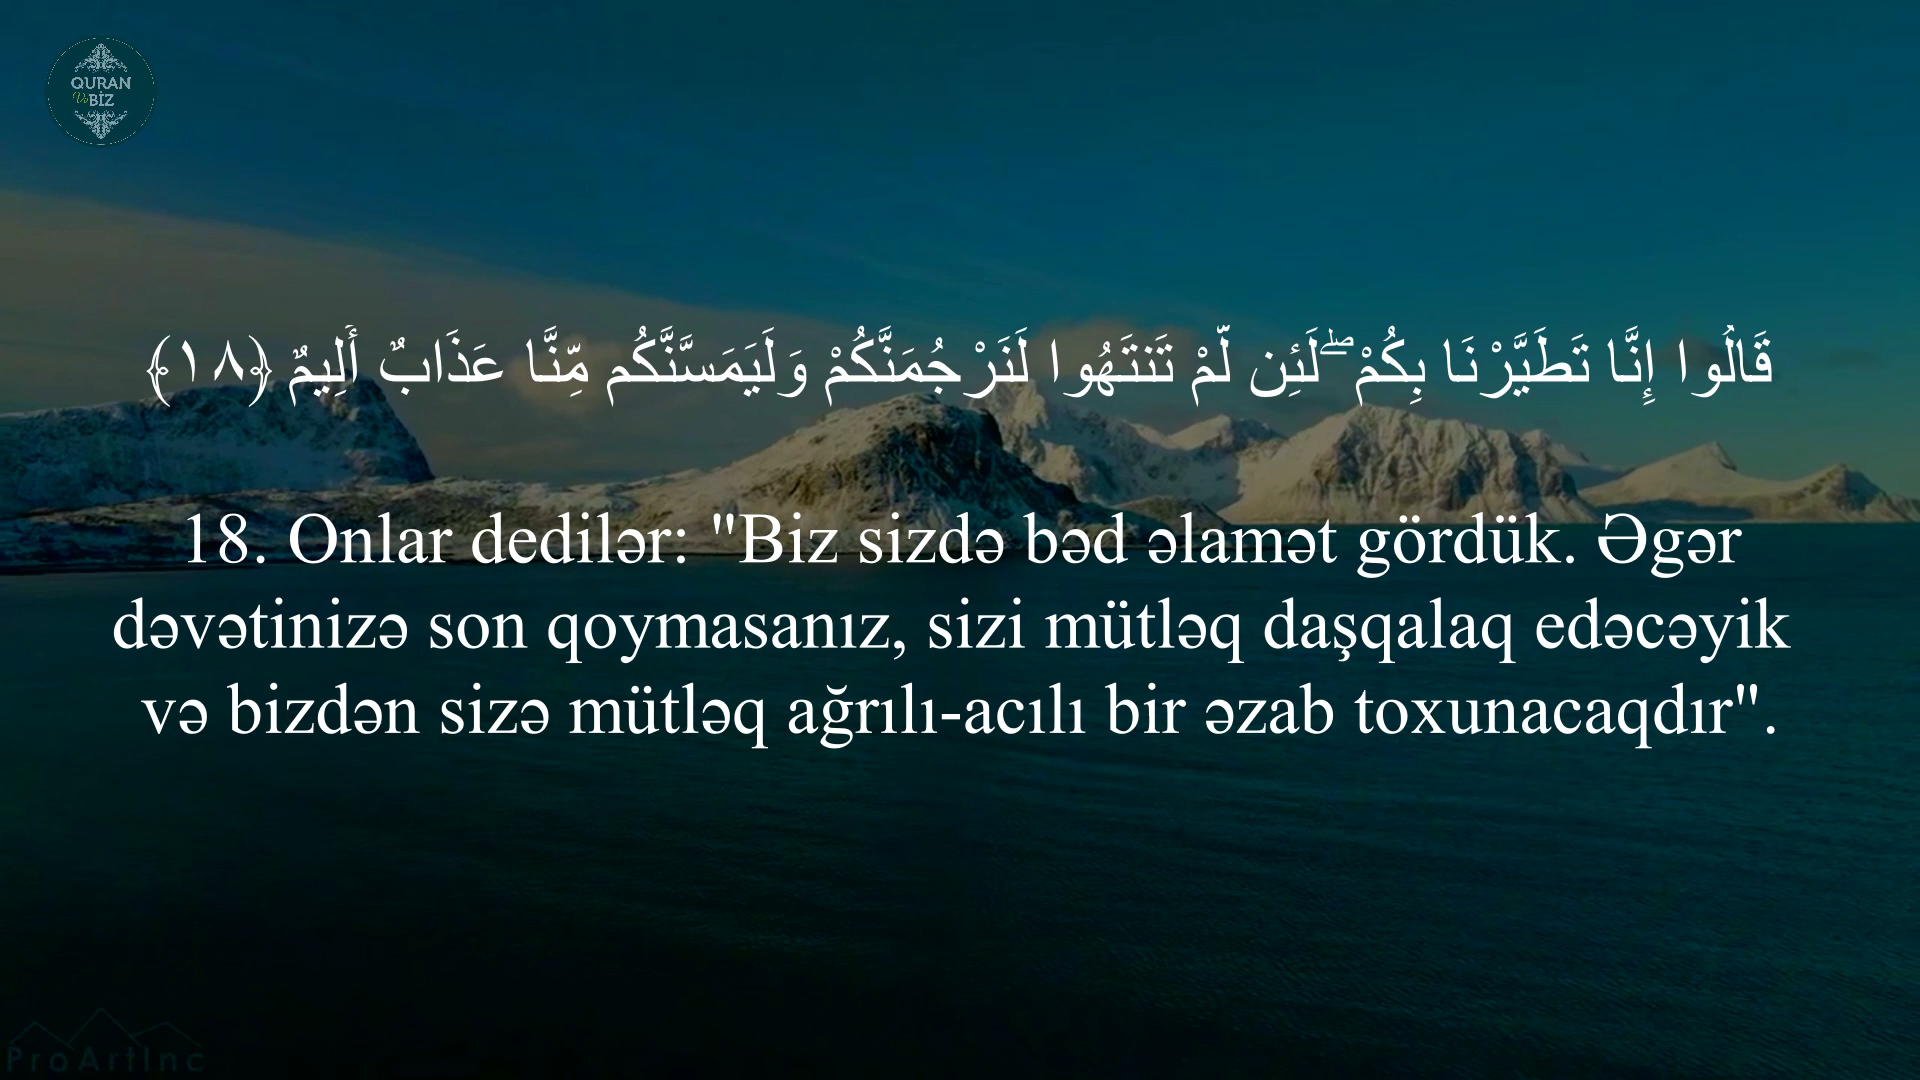 QURAN
Və BİZ
قَالُوا إِنَّا تَطَيَّرْنَا بِكُمْ ۖ لَئِن لَّمْ تَنتَهُوا لَنَرْجُمَنَّكُمْ وَلَيَمَسَّنَّكُم مِّنَّا عَذَابٌ أَلِيمٌ ﴿١٨﴾
18. Onlar dedilər: "Biz sizdə bəd əlamət gördük. Əgər
dəvətinizə son qoymasanız, sizi mütləq daşqalaq edəcəyik
və bizdən sizə mütləq ağrılı-acılı bir əzab toxunacaqdır".
ProArtInc